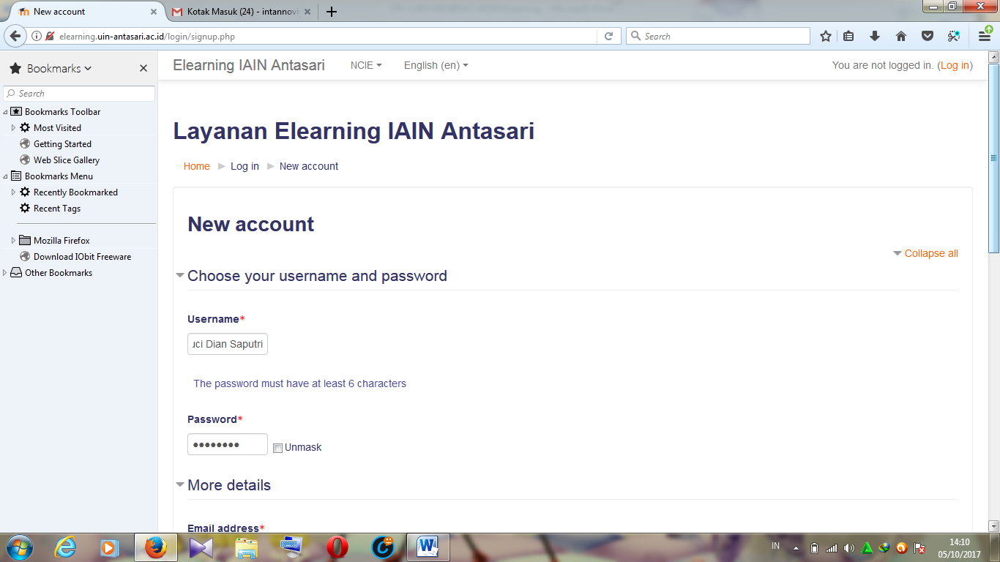 New account
Kotak Masuk (24) - intannovi
elearning.uin-antasari.ac.id/login/signup.php
Search
Bookmarks
Search
Bookmarks Toolbar
Most Visited
Getting Started
Web Slice Gallery
Bookmarks Menu
Recently Bookmarked
Recent Tags
Mozilla Firefox
Download IObit Freeware
Other Bookmarks
Elearning IAIN Antasari NCIE English (en) You are not logged in. (Log in)
Layanan Elearning IAIN Antasari
Home Log in New account
New account
Collapse all
Choose your username and password
Username*
uci Dian Saputri
The password must have at least 6 characters
Password*
Unmask
More details
Email address*
IN
14:10
05/10/2017